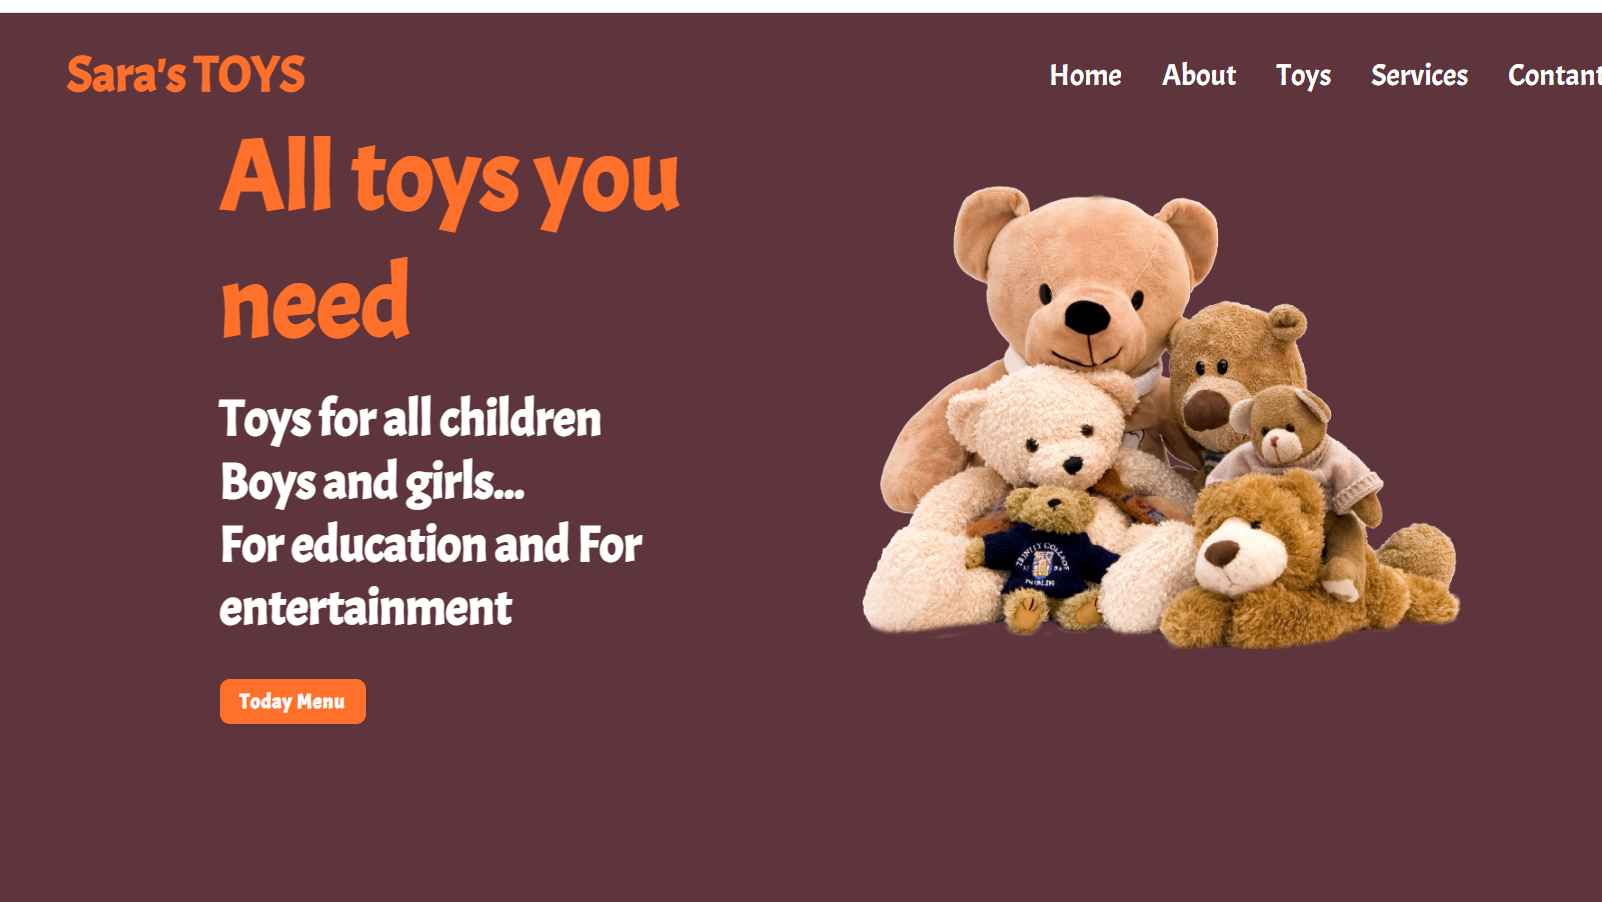 Sara's TOYS
Home About Toys Services Contant
All toys you
need
Toys for all children
Boys and girls...
For education and For
entertainment
Today Menu
TRINITY COLLEGE
DUBLIN